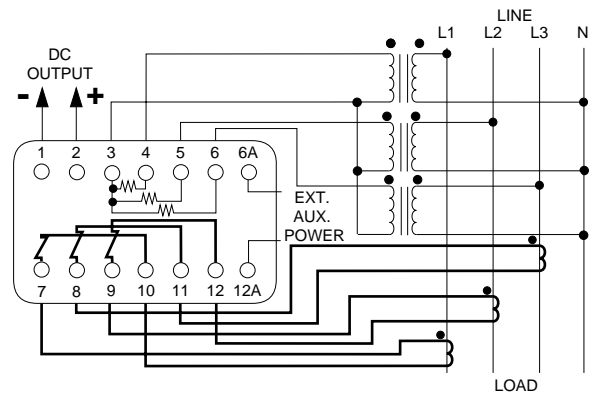 LINE
L1 L2 L3 N
DC
OUTPUT
- +
1 2 3 4 5 6 6A
EXT.
AUX.
POWER
7 8 9 10 11 12 12A
LOAD